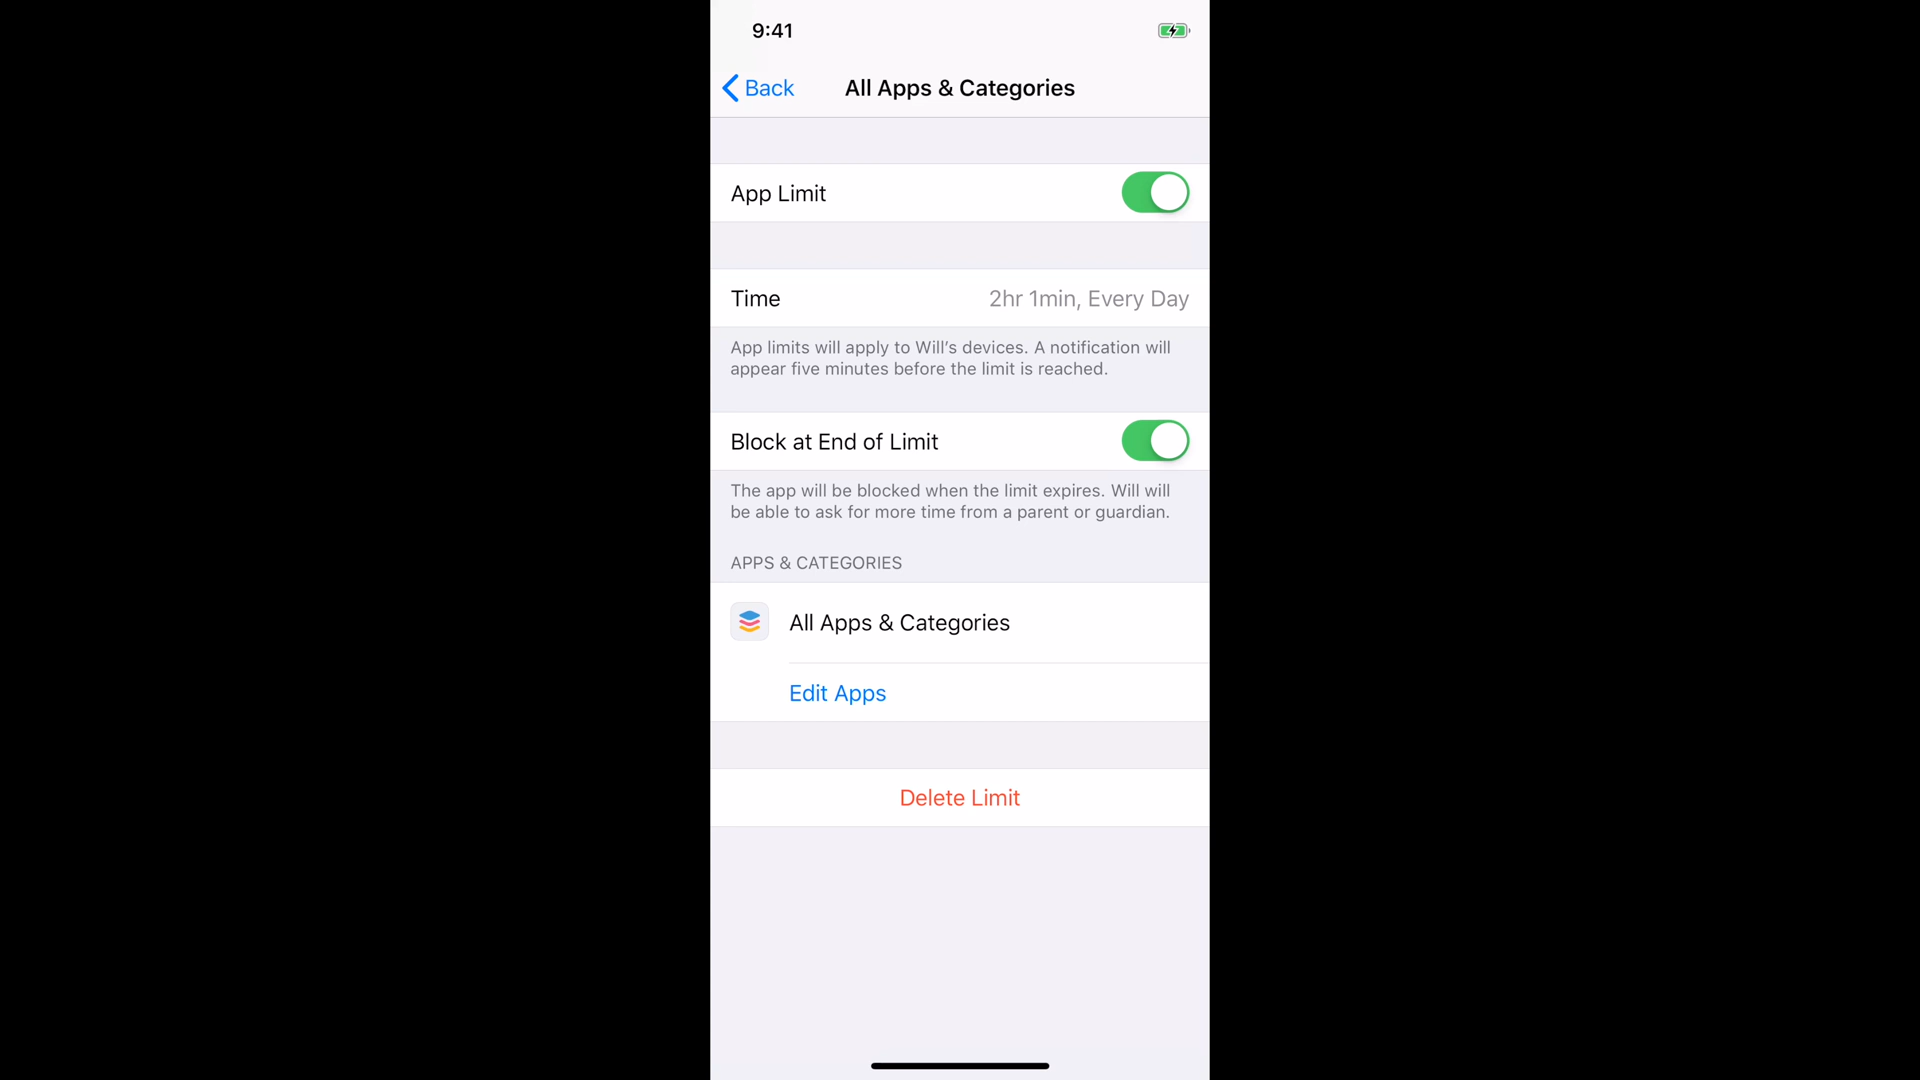 9:41
Back
All Apps & Categories
App Limit
Time
2hr 1min, Every Day
App limits will apply to Will's devices. A notification will
appear five minutes before the limit is reached.
Block at End of Limit
The app will be blocked when the limit expires. Will will
be able to ask for more time from a parent or guardian.
APPS & CATEGORIES
All Apps & Categories
Edit Apps
Delete Limit